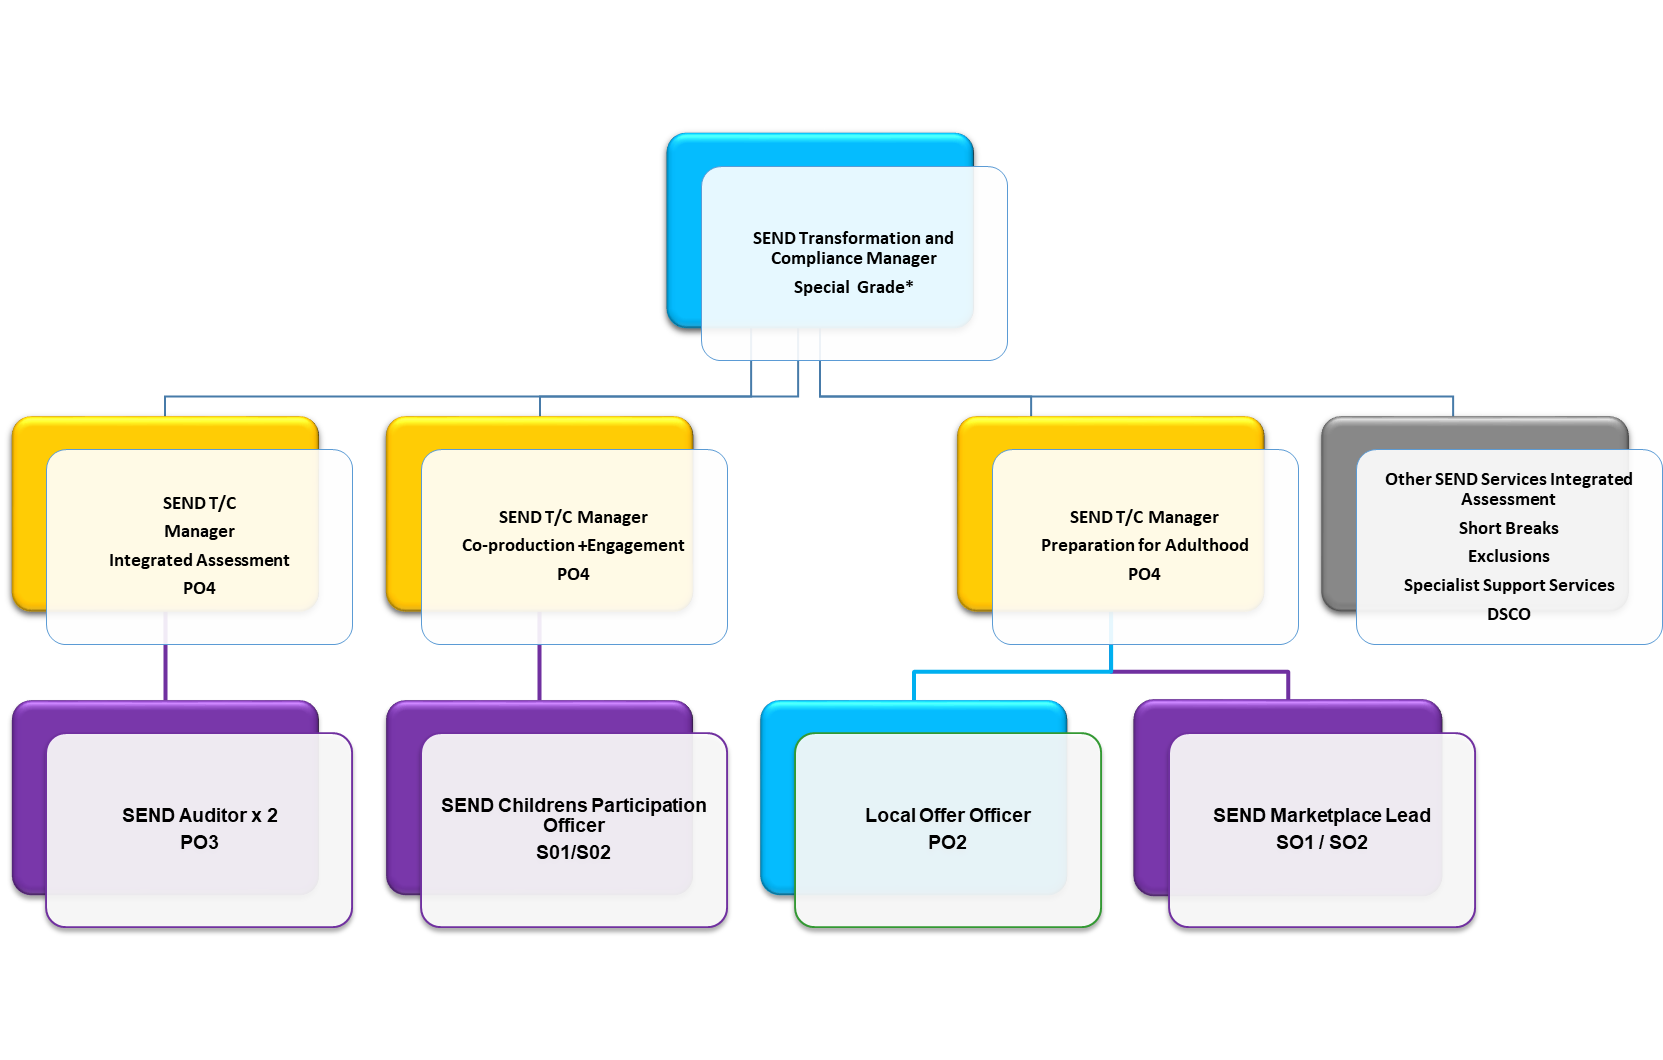 SEND Transformation and
Compliance Manager
Special Grade*
SEND T/C
Manager
Integrated Assessment
PO4
SEND T/C Manager
Co-production +Engagement
PO4
SEND T/C Manager
Preparation for Adulthood
PO4
Other SEND Services Integrated
Assessment
Short Breaks
Exclusions
Specialist Support Services
DSCO
SEND Auditor x 2
PO3
SEND Childrens Participation
Officer
S01/S02
Local Offer Officer
PO2
SEND Marketplace Lead
SO1 / SO2